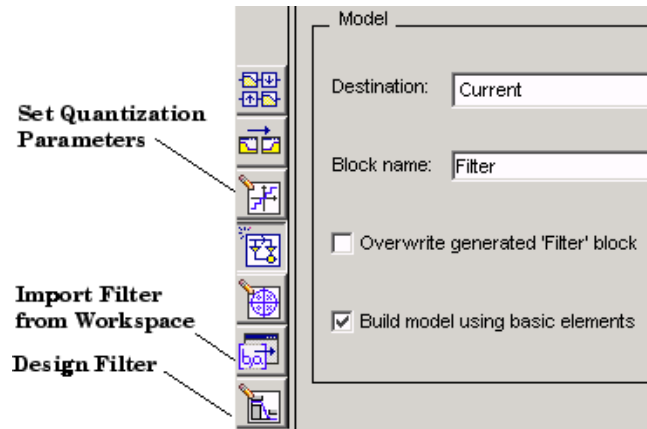 Model
Destination: Current
Set Quantization
Parameters
Block name: Filter
Overwrite generated 'Filter' block
Import Filter
from Workspace
Build model using basic elements
[b,a]
Design Filter